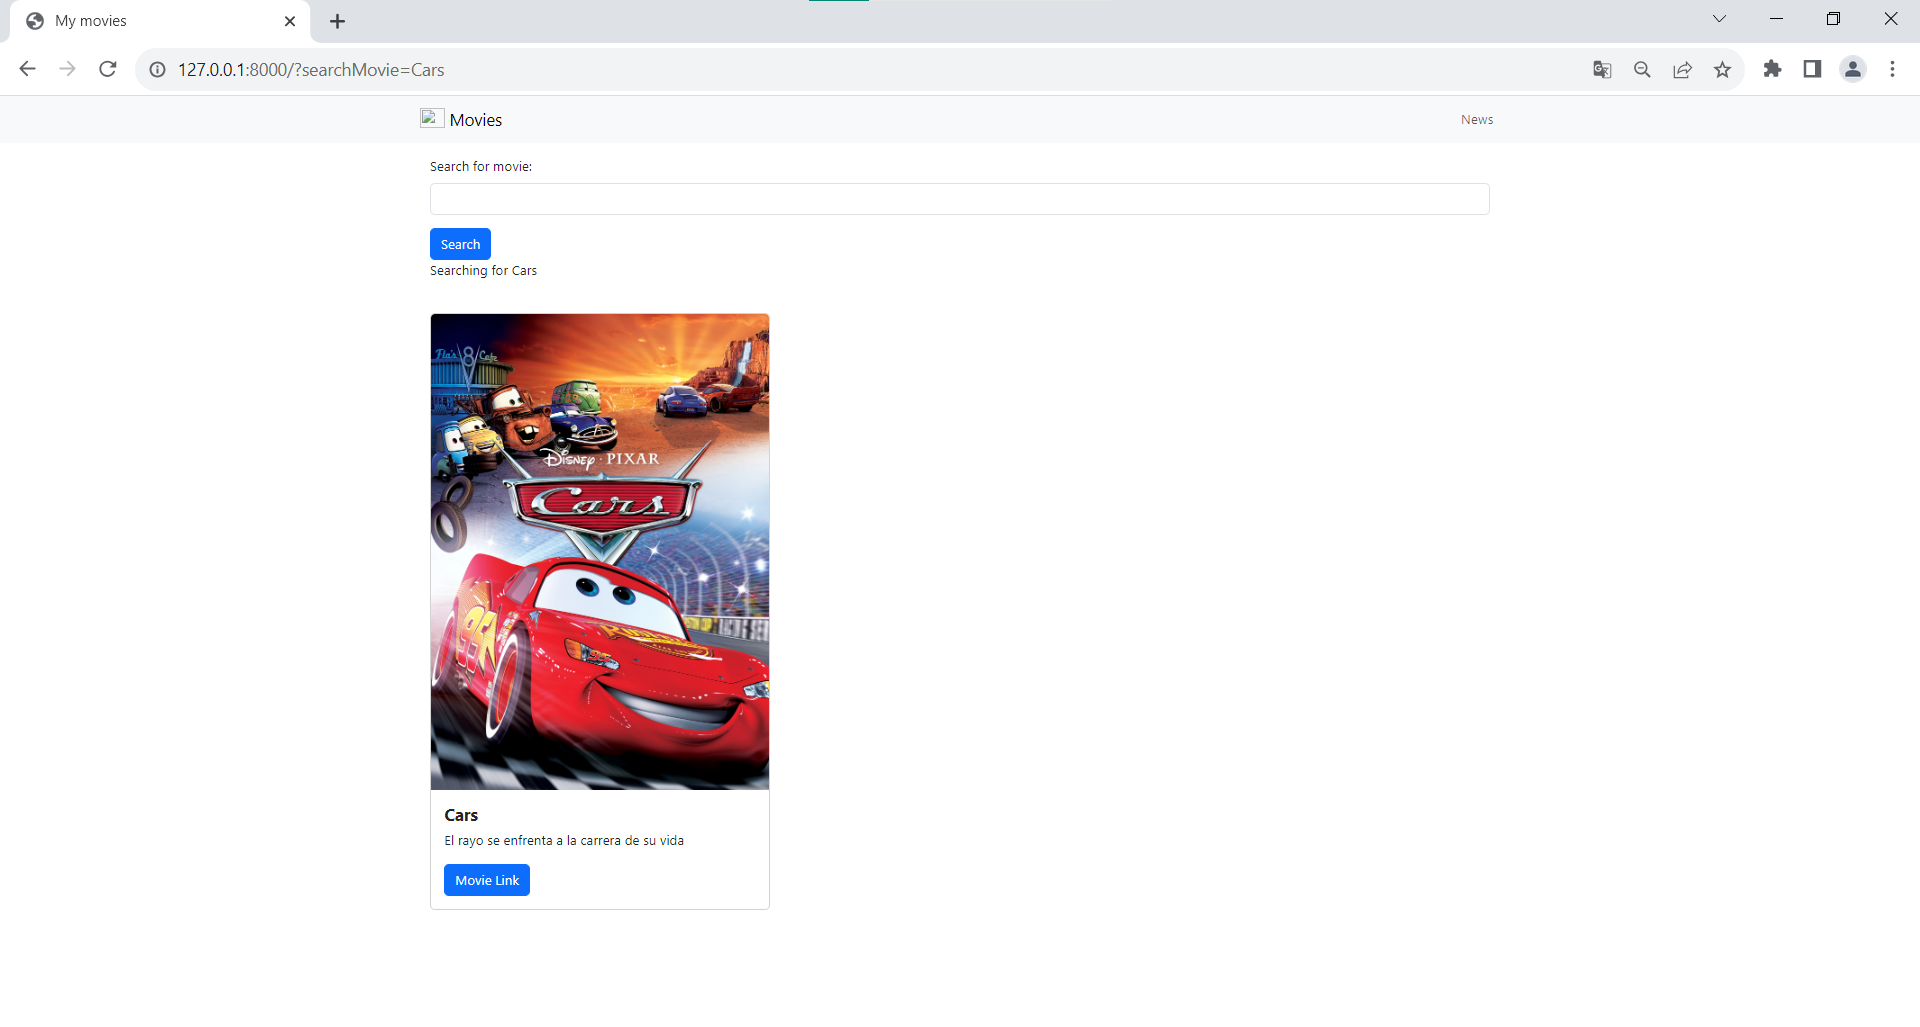 My movies
127.0.0.1:8000/?searchMovie=Cars
Movies
News
Search for movie:
Search
Searching for Cars
Flo's V8 Cafe
DISNEY · PIXAR
Cars
95
Cars
El rayo se enfrenta a la carrera de su vida
Movie Link